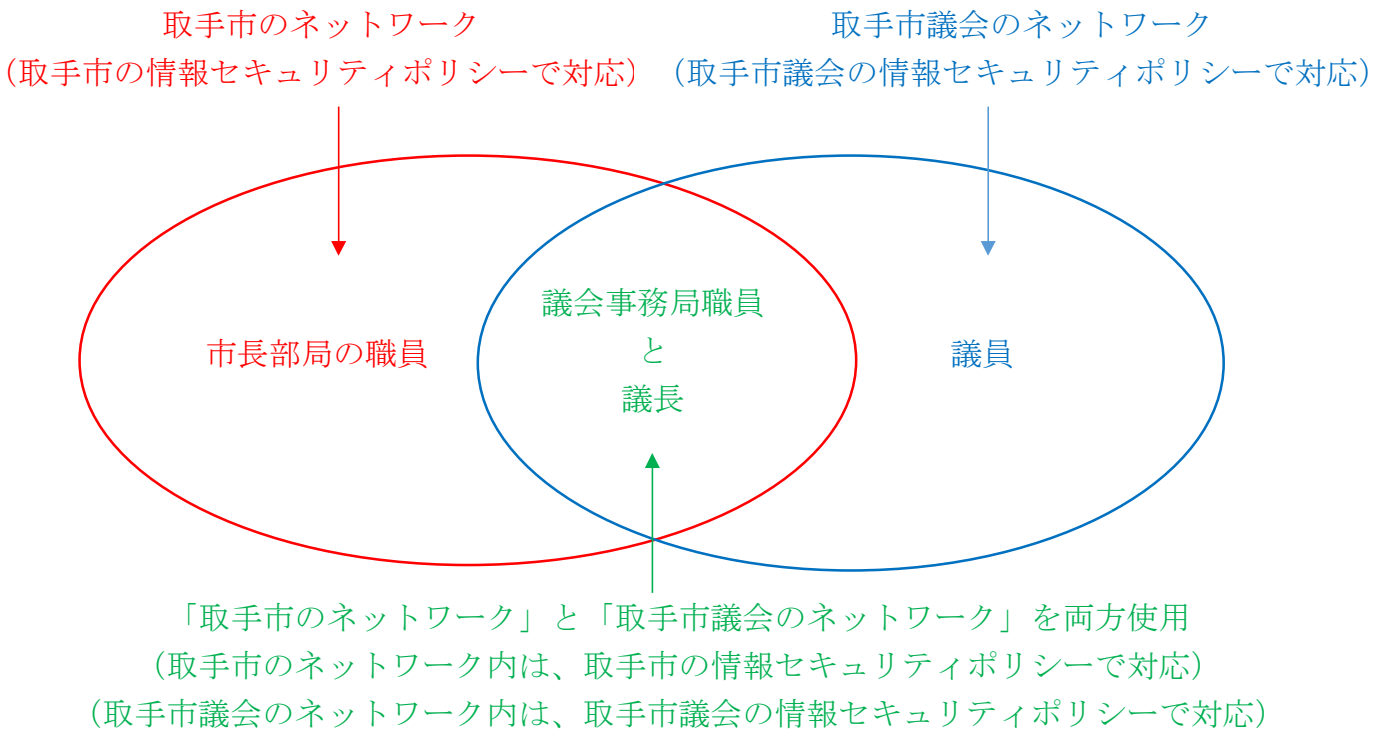 取手市のネットワーク
（取手市の情報セキュリティポリシーで対応）
取手市議会のネットワーク
（取手市議会の情報セキュリティポリシーで対応）
市長部局の職員
議会事務局職員
と
議長
議員
「取手市のネットワーク」と「取手市議会のネットワーク」を両方使用
（取手市のネットワーク内は、取手市の情報セキュリティポリシーで対応）
（取手市議会のネットワーク内は、取手市議会の情報セキュリティポリシーで対応）